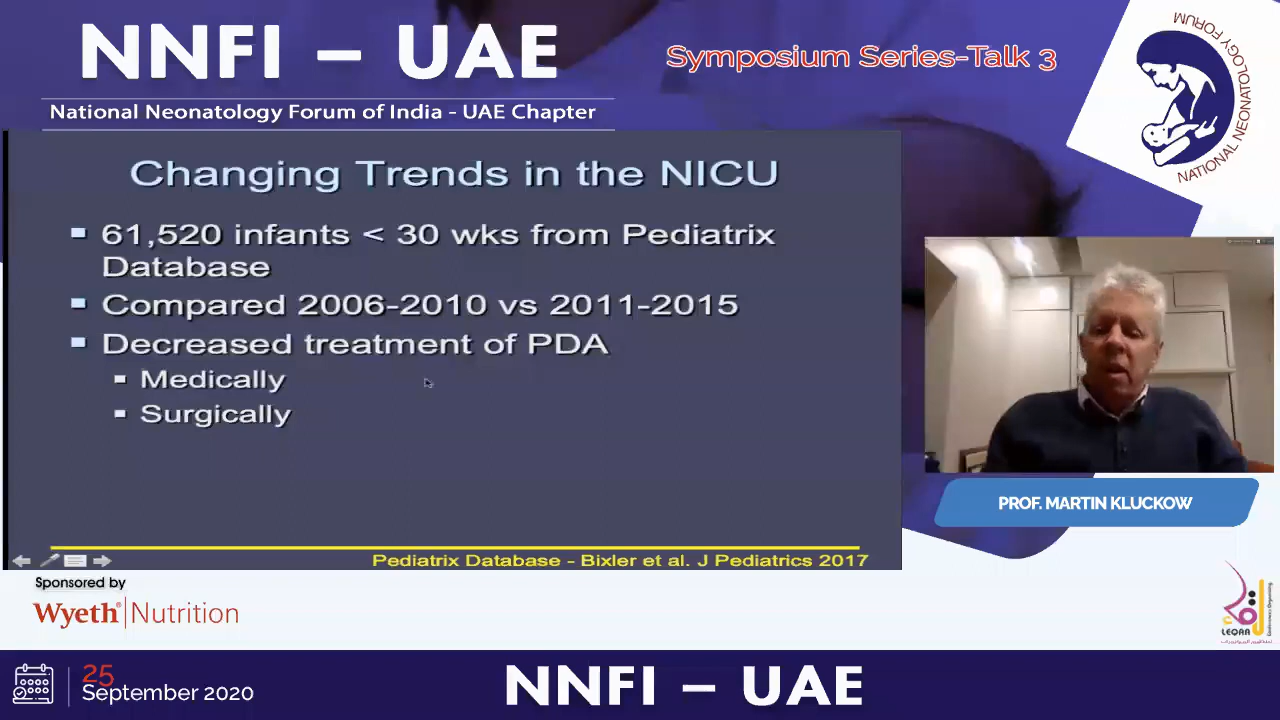 NNFI – UAE
National Neonatology Forum of India - UAE Chapter
Symposium Series-Talk 3
NATIONAL NEONATOLOGY FORUM
Changing Trends in the NICU
61,520 infants < 30 wks from Pediatrix
Database
Compared 2006-2010 vs 2011-2015
Decreased treatment of PDA
Medically
Surgically
Pediatrix Database - Bixler et al. J Pediatrics 2017
PROF. MARTIN KLUCKOW
Sponsored by
Wyeth® Nutrition
LEQAA
25
September 2020
NNFI – UAE